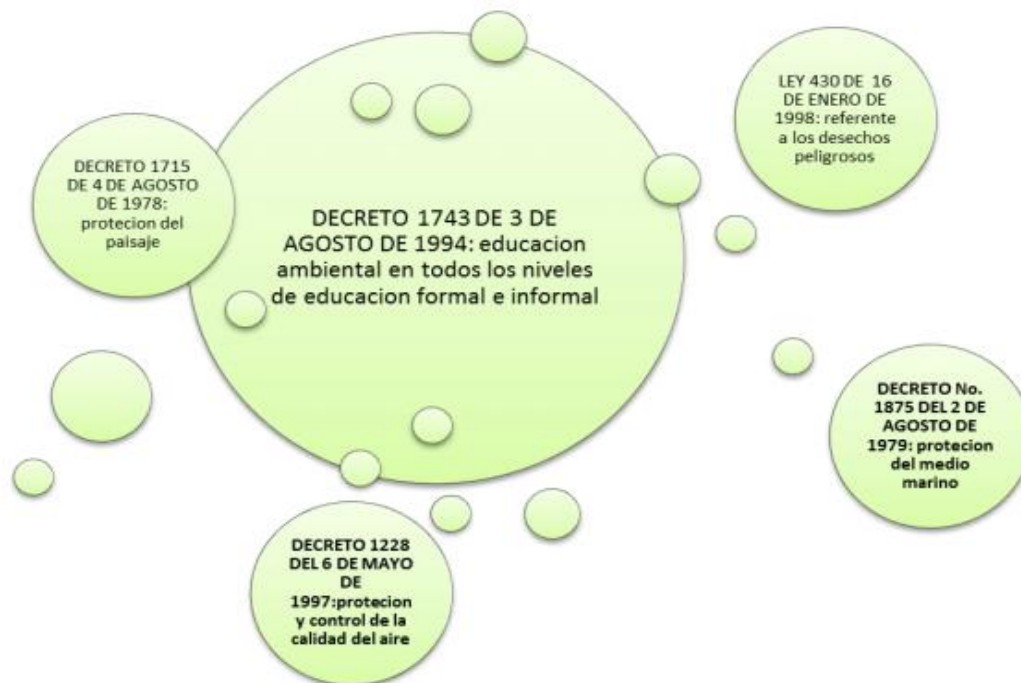 DECRETO 1743 DE 3 DE
AGOSTO DE 1994: educacion
ambiental en todos los niveles
de educacion formal e informal
DECRETO 1715
DE 4 DE AGOSTO
DE 1978:
protecion del
paisaje
LEY 430 DE 16
DE ENERO DE
1998: referente
a los desechos
peligrosos
DECRETO No.
1875 DEL 2 DE
AGOSTO DE
1979: protecion
del medio
marino
DECRETO 1228
DEL 6 DE MAYO
DE
1997:protecion
y control de la
calidad del aire